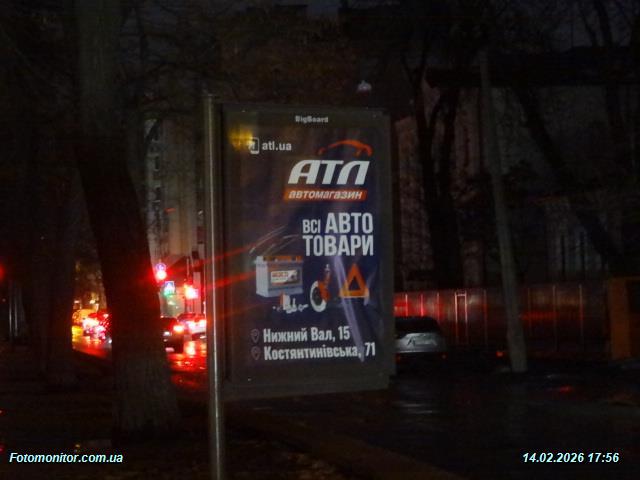 BigBoard
atl.ua
АТЛ
автомагазин
ВСІ АВТО
ТОВАРИ
Нижний Вал, 15
Костянтинівська, 71
Fotomonitor.com.ua
14.02.2026 17:56